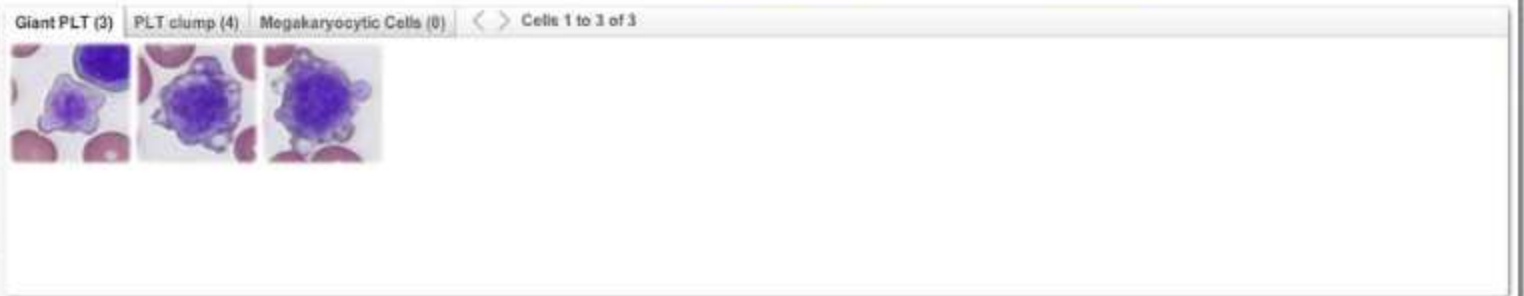 Giant PLT (3) PLT clump (4) Megakaryocytic Cells (0) Cells 1 to 3 of 3